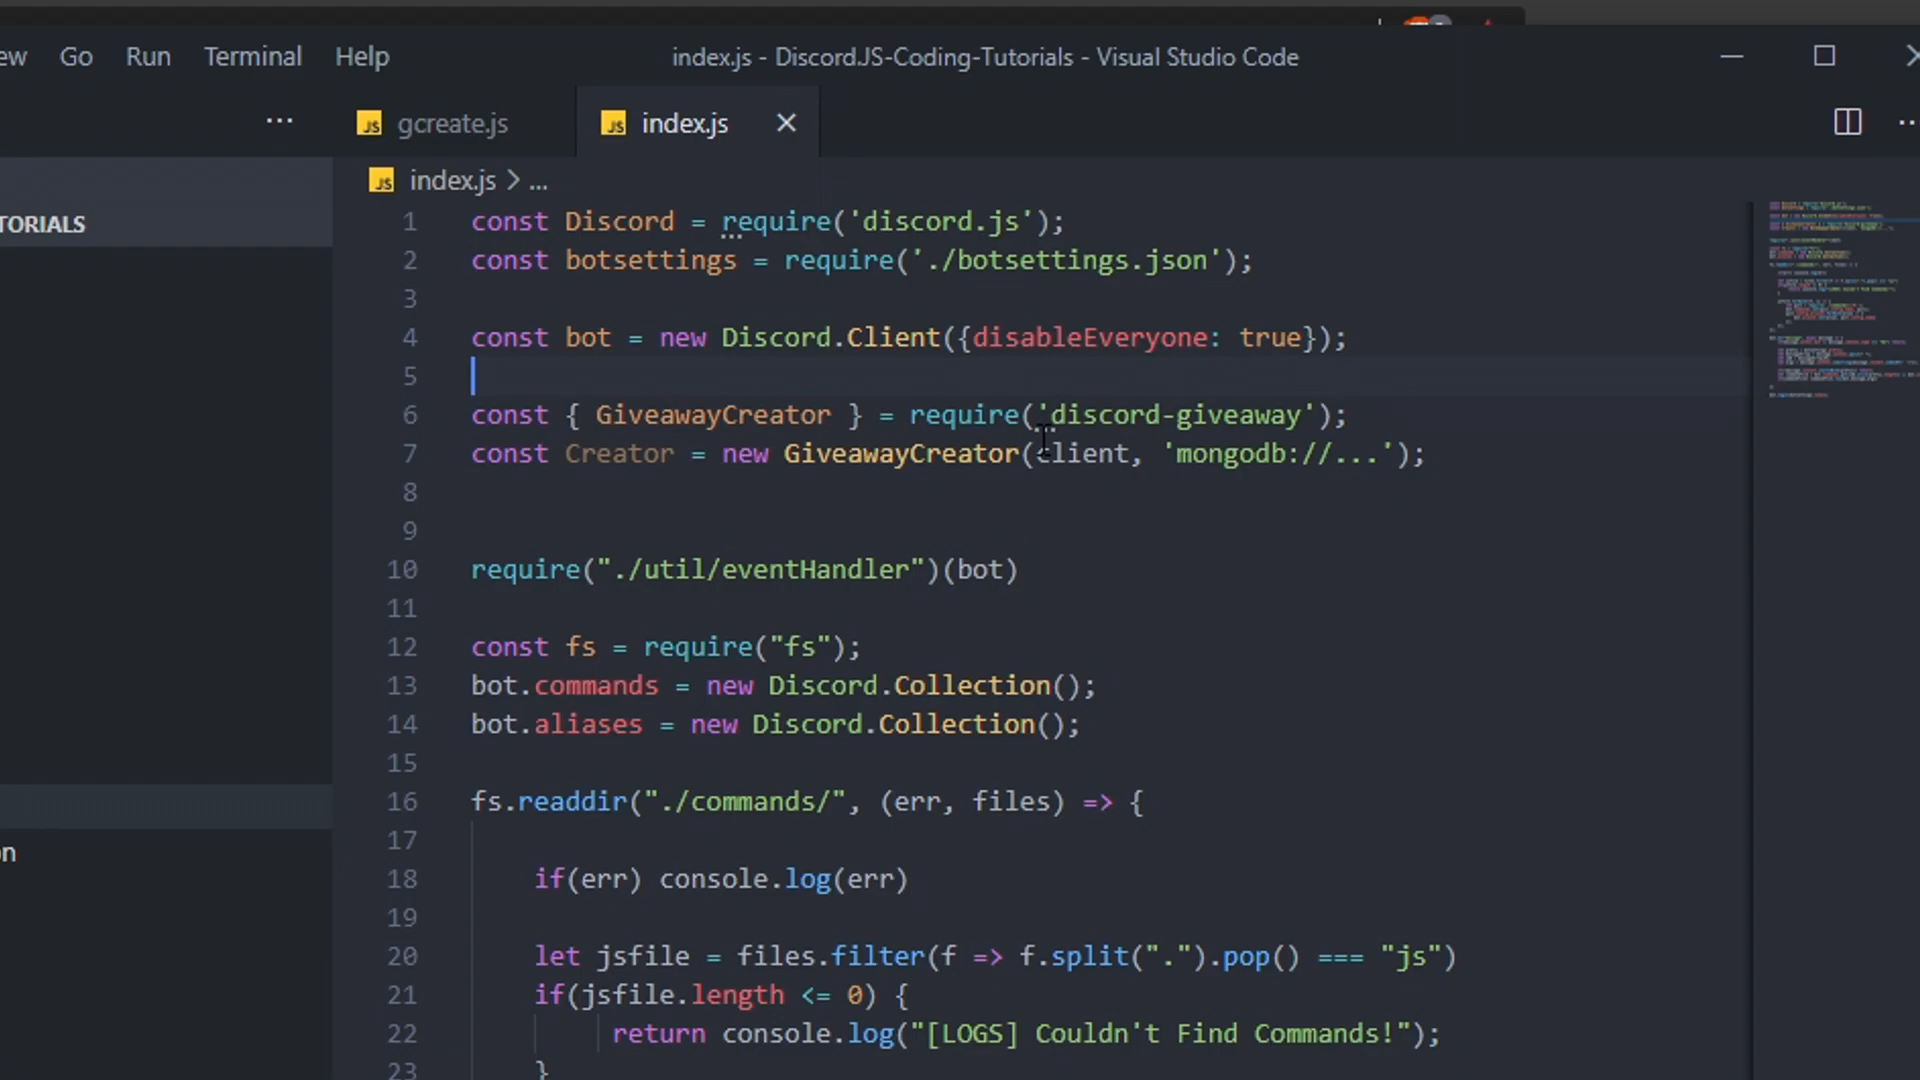 ew Go Run Terminal Help index.js - DiscordJS-Coding-Tutorials - Visual Studio Code
... JS gcreate.js JS index.js
TORIALS
JS index.js > ...
1 const Discord = require('discord.js');
2 const botsettings = require('./botsettings.json');
3
4 const bot = new Discord.Client({disableEveryone: true});
5
6 const { GiveawayCreator } = require('discord-giveaway');
7 const Creator = new GiveawayCreator(client, 'mongodb://...');
8
9
10 require("./util/eventHandler")(bot)
11
12 const fs = require("fs");
13 bot.commands = new Discord.Collection();
14 bot.aliases = new Discord.Collection();
15
16 fs.readdir("./commands/", (err, files) => {
17
on
18 if(err) console.log(err)
19
20 let jsfile = files.filter(f => f.split(".").pop() === "js")
21 if(jsfile.length <= 0) {
22 return console.log("[LOGS] Couldn't Find Commands!");
23 }